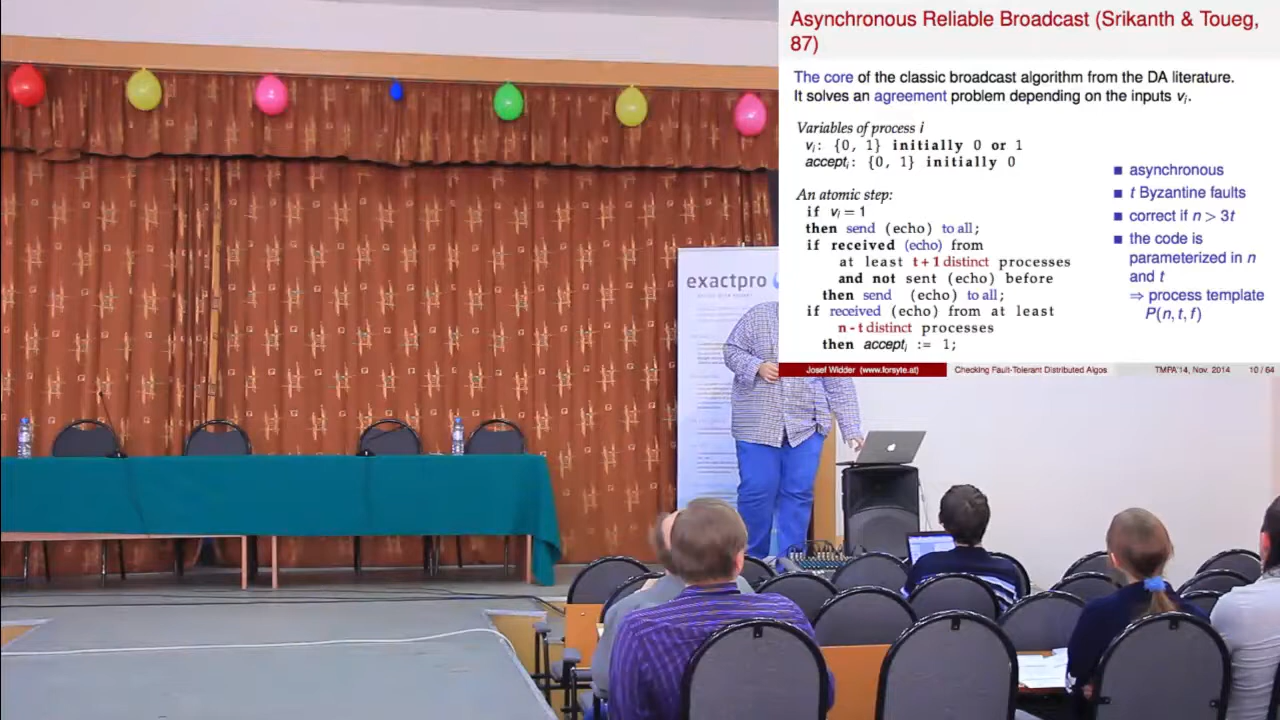 Asynchronous Reliable Broadcast (Srikanth & Toueg,
87)
The core of the classic broadcast algorithm from the DA literature.
It solves an agreement problem depending on the inputs vᵢ.
Variables of process i
vᵢ: {0, 1} initially 0 or 1
acceptᵢ: {0, 1} initially 0
An atomic step:
if vᵢ = 1
then send (echo) to all;
if received (echo) from
at least t + 1 distinct processes
and not sent (echo) before
then send (echo) to all;
if received (echo) from at least
n - t distinct processes
then acceptᵢ := 1;
■ asynchronous
■ t Byzantine faults
■ correct if n > 3t
■ the code is
parameterized in n
and t
⇒ process template
P(n, t, f)
Josef Widder (www.forsyte.at) Checking Fault-Tolerant Distributed Algos TMPA'14, Nov. 2014 10 / 64
exactpro